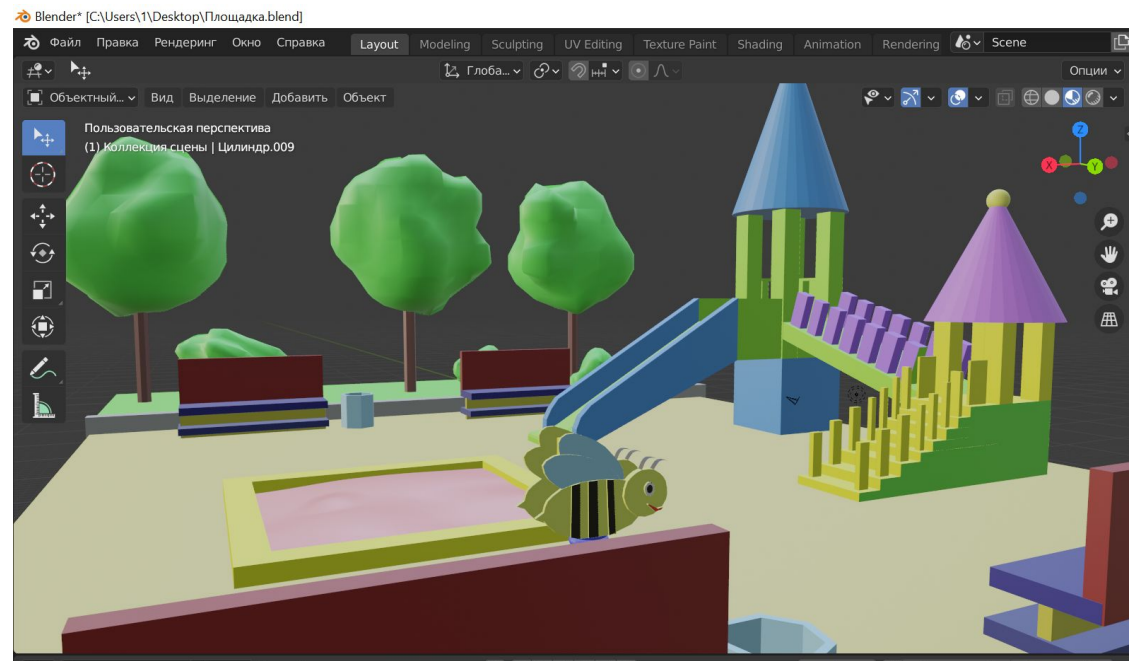 Blender* [C:\Users\1\Desktop\Площадка.blend]
Файл Правка Рендеринг Окно Справка Layout Modeling Sculpting UV Editing Texture Paint Shading Animation Rendering Scene
Глоба... Опции
Объектный... Вид Выделение Добавить Объект
Пользовательская перспектива
(1) Коллекция сцены | Цилиндр.009
Z
X Y